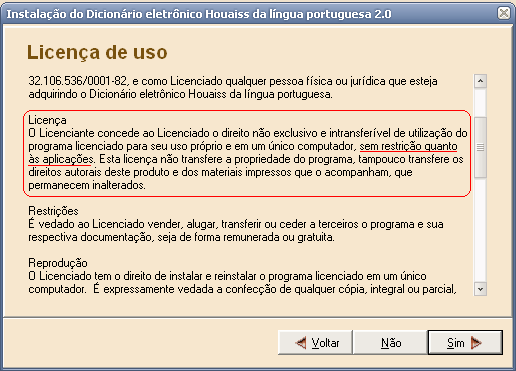 Instalação do Dicionário eletrônico Houaiss da língua portuguesa 2.0
Licença de uso
32.106.536/0001-82, e como Licenciado qualquer pessoa física ou jurídica que esteja
adquirindo o Dicionário eletrônico Houaiss da língua portuguesa.
Licença
O Licenciante concede ao Licenciado o direito não exclusivo e intransferível de utilização do
programa licenciado para seu uso próprio e em um único computador, sem restrição quanto
às aplicações. Esta licença não transfere a propriedade do programa, tampouco transfere os
direitos autorais deste produto e dos materiais impressos que o acompanham, que
permanecem inalterados.
Restrições
É vedado ao Licenciado vender, alugar, transferir ou ceder a terceiros o programa e sua
respectiva documentação, seja de forma remunerada ou gratuita.
Reprodução
O Licenciado tem o direito de instalar e reinstalar o programa licenciado em um único
computador.  É expressamente vedada a confecção de qualquer cópia, integral ou parcial,
Voltar
Não
Sim